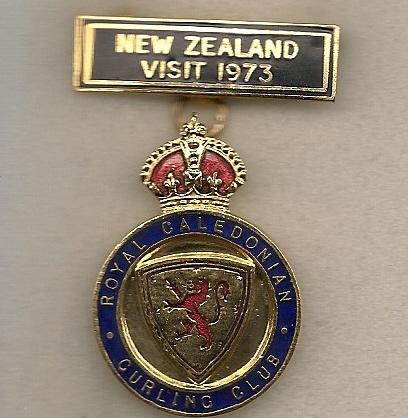 NEW ZEALAND
VISIT 1973
ROYAL CALEDONIAN
CURLING CLUB